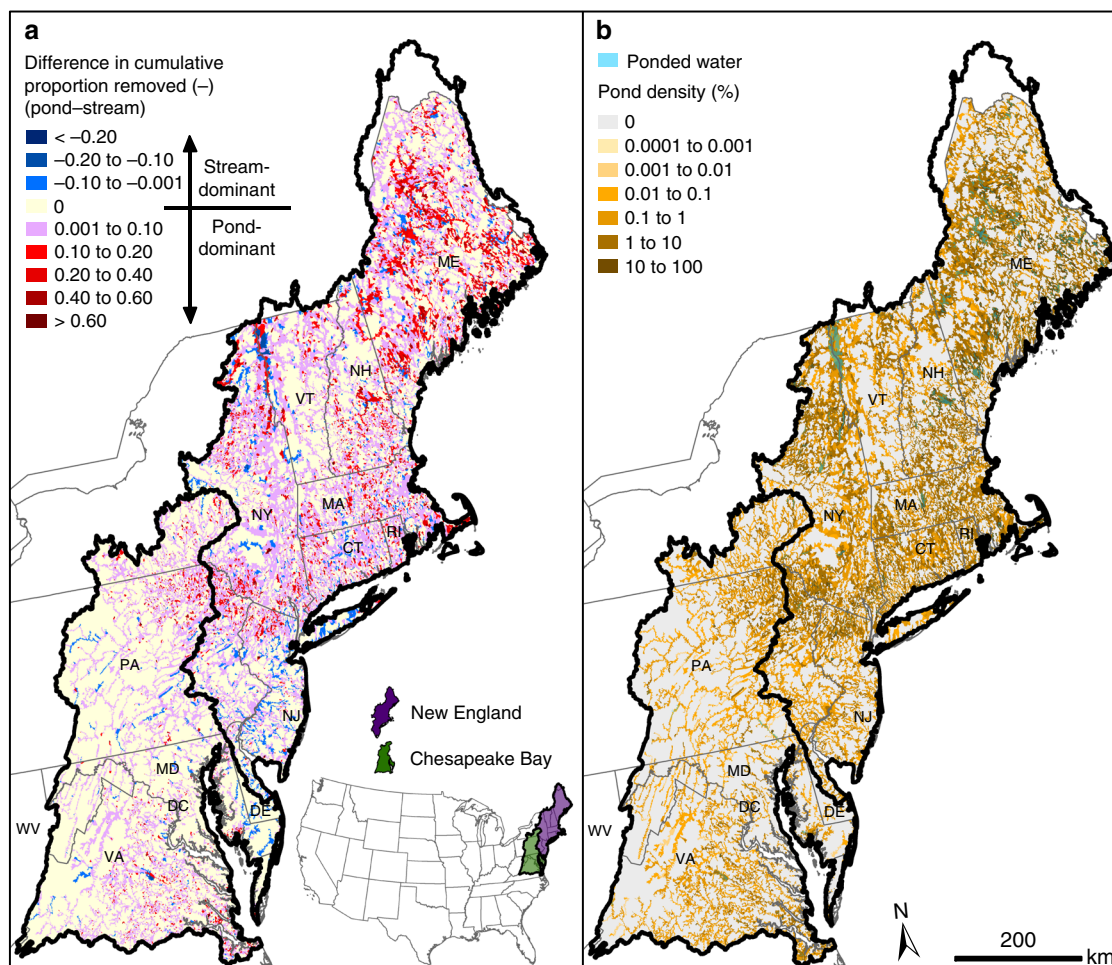 a
Difference in cumulative
proportion removed (–)
(pond–stream)
< –0.20
–0.20 to –0.10
–0.10 to –0.001
0
0.001 to 0.10
0.10 to 0.20
0.20 to 0.40
0.40 to 0.60
> 0.60
Stream-
dominant
Pond-
dominant
ME
NH
VT
NY
MA
RI
CT
PA
NJ
MD
DC
DE
WV
VA
New England
Chesapeake Bay
b
Ponded water
Pond density (%)
0
0.0001 to 0.001
0.001 to 0.01
0.01 to 0.1
0.1 to 1
1 to 10
10 to 100
ME
NH
VT
NY
MA
RI
CT
PA
NJ
MD
DC
DE
WV
VA
N
200
km